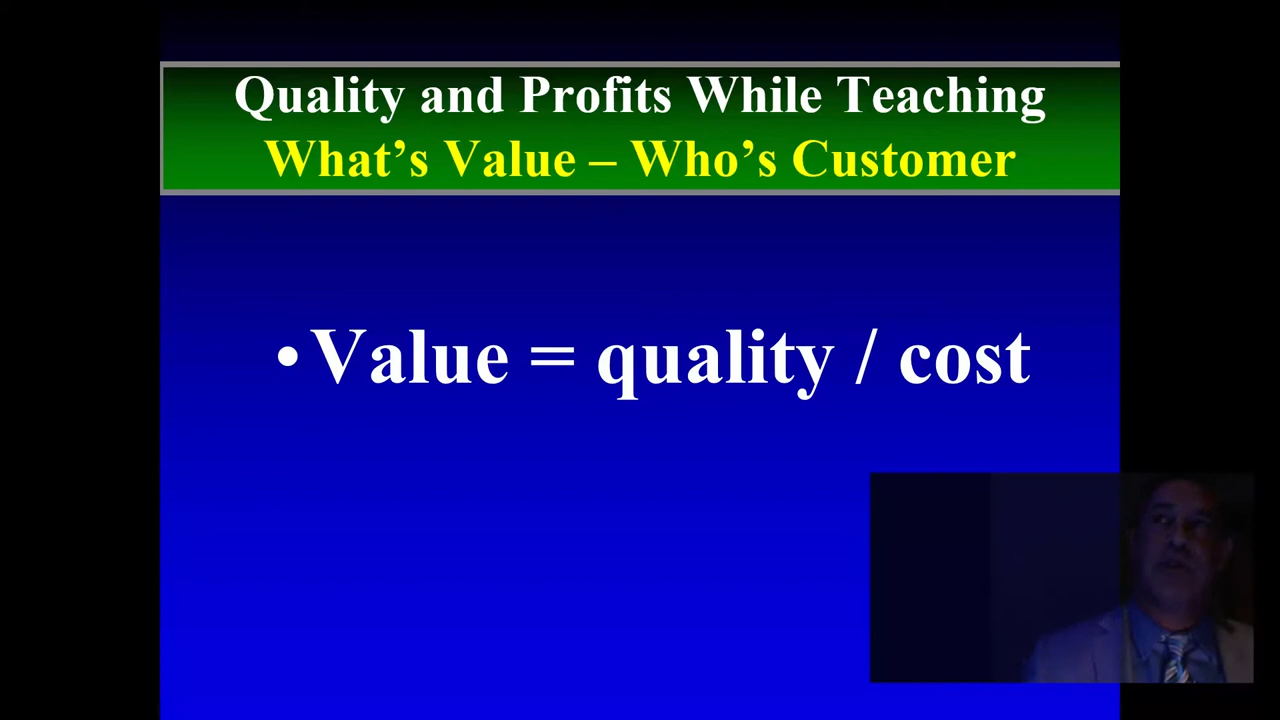 Quality and Profits While Teaching
What’s Value – Who’s Customer
• Value = quality / cost